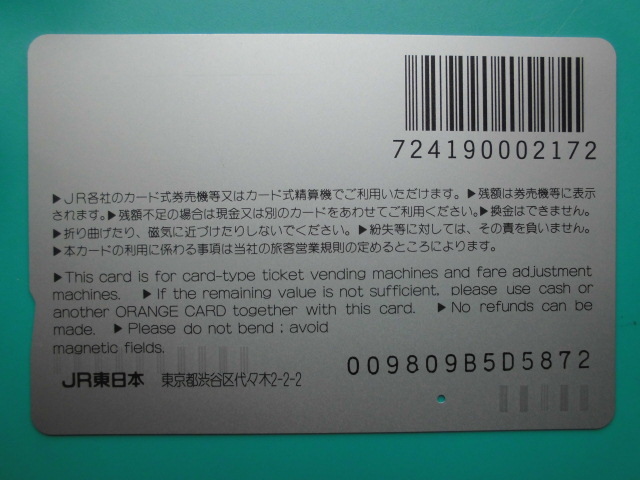 724190002172
▶JR各社のカード式券売機等又はカード式精算機でご利用いただけます。▶残額は券売機等に表示
されます。▶残額不足の場合は現金又は別のカードをあわせてご利用ください。▶換金はできません。
▶折り曲げたり、磁気に近づけたりしないでください。▶紛失等に対しては、その責を負いません。
▶本カードの利用に係わる事項は当社の旅客営業規則の定めるところによります。
▶This card is for card-type ticket vending machines and fare adjustment
machines. ▶If the remaining value is not sufficient, please use cash or
another ORANGE CARD together with this card. ▶No refunds can be
made. ▶Please do not bend ; avoid
magnetic fields.
009809B5D5872
JR東日本 東京都渋谷区代々木2-2-2